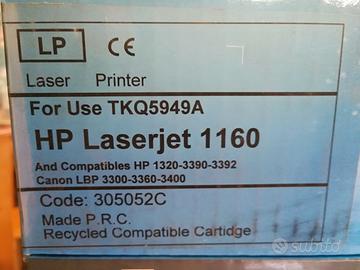 LP CE
Laser Printer
For Use TKQ5949A
HP Laserjet 1160
And Compatibles HP 1320-3390-3392
Canon LBP 3300-3360-3400
Code: 305052C
Made P.R.C.
Recycled Compatible Cartidge
subito